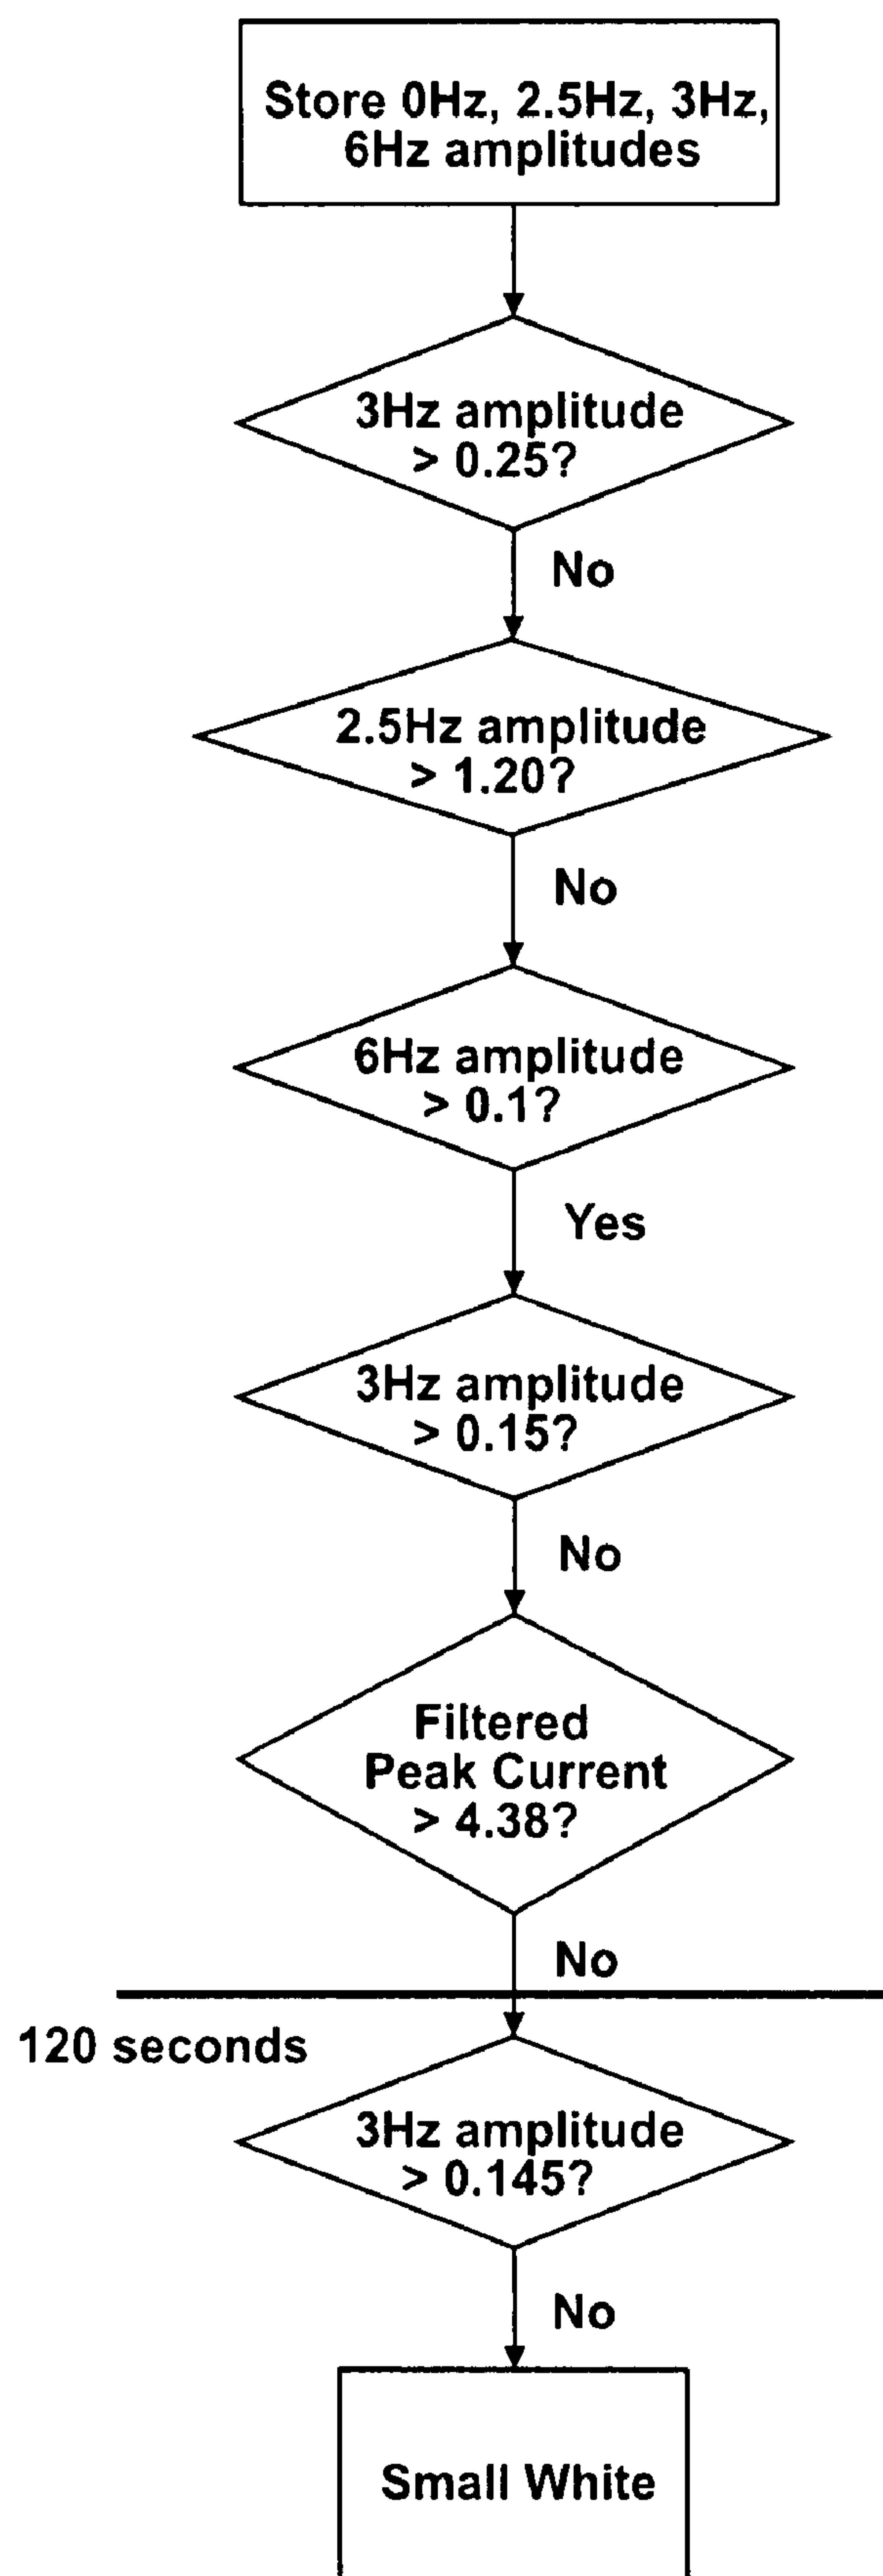 Store 0Hz, 2.5Hz, 3Hz,
6Hz amplitudes
3Hz amplitude
> 0.25?
No
2.5Hz amplitude
> 1.20?
No
6Hz amplitude
> 0.1?
Yes
3Hz amplitude
> 0.15?
No
Filtered
Peak Current
> 4.38?
No
120 seconds
3Hz amplitude
> 0.145?
No
Small White